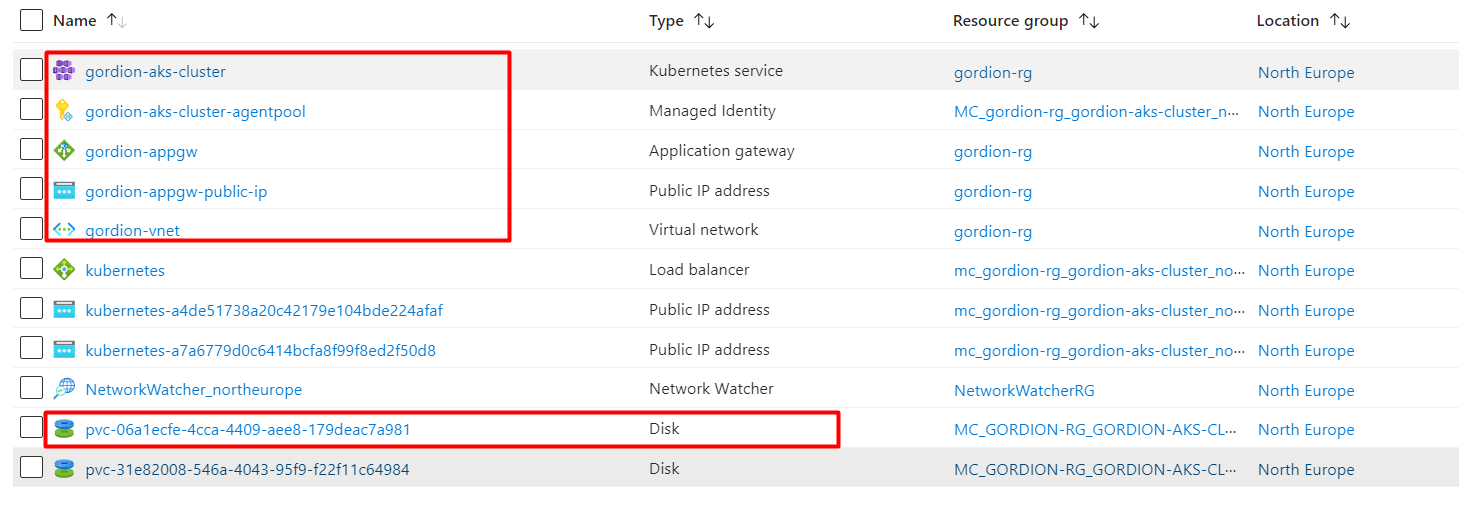 Name ↑↓ Type ↑↓ Resource group ↑↓ Location ↑↓
gordion-aks-cluster Kubernetes service gordion-rg North Europe
gordion-aks-cluster-agentpool Managed Identity MC_gordion-rg_gordion-aks-cluster_n··· North Europe
gordion-appgw Application gateway gordion-rg North Europe
gordion-appgw-public-ip Public IP address gordion-rg North Europe
gordion-vnet Virtual network gordion-rg North Europe
kubernetes Load balancer mc_gordion-rg_gordion-aks-cluster_no··· North Europe
kubernetes-a4de51738a20c42179e104bde224afaf Public IP address mc_gordion-rg_gordion-aks-cluster_no··· North Europe
kubernetes-a7a6779d0c6414bcfa8f99f8ed2f50d8 Public IP address mc_gordion-rg_gordion-aks-cluster_no··· North Europe
NetworkWatcher_northeurope Network Watcher NetworkWatcherRG North Europe
pvc-06a1ecfe-4cca-4409-aee8-179deac7a981 Disk MC_GORDION-RG_GORDION-AKS-CL··· North Europe
pvc-31e82008-546a-4043-95f9-f22f11c64984 Disk MC_GORDION-RG_GORDION-AKS-CL··· North Europe